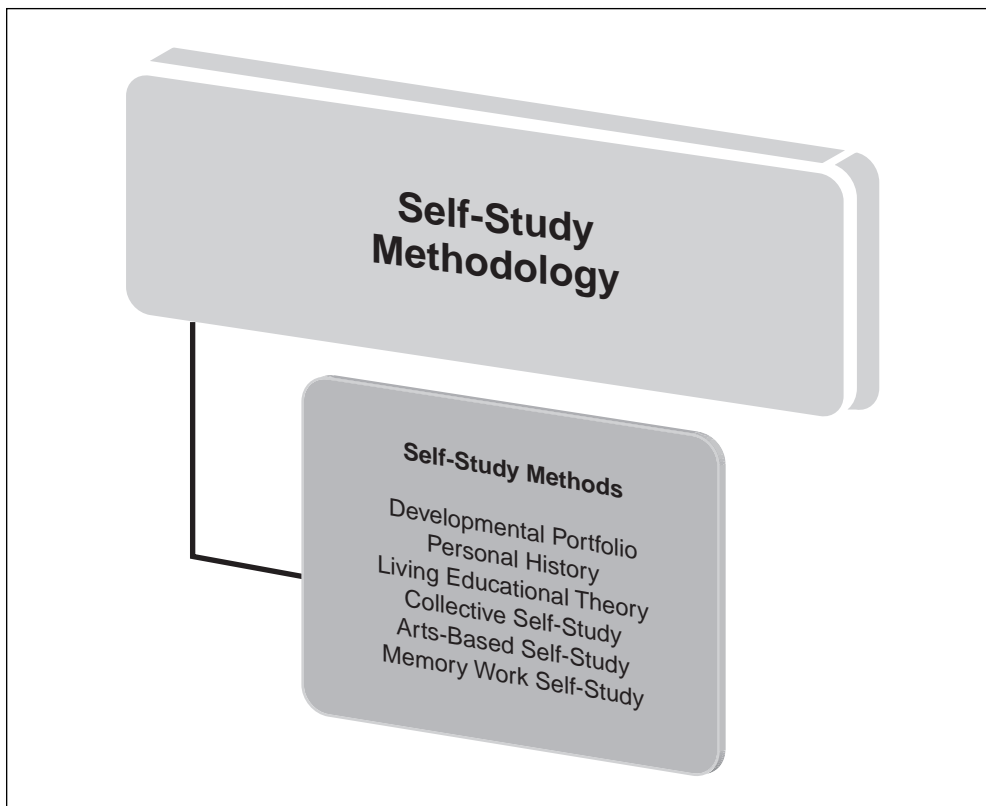 Self-Study
Methodology
Self-Study Methods
Developmental Portfolio
Personal History
Living Educational Theory
Collective Self-Study
Arts-Based Self-Study
Memory Work Self-Study